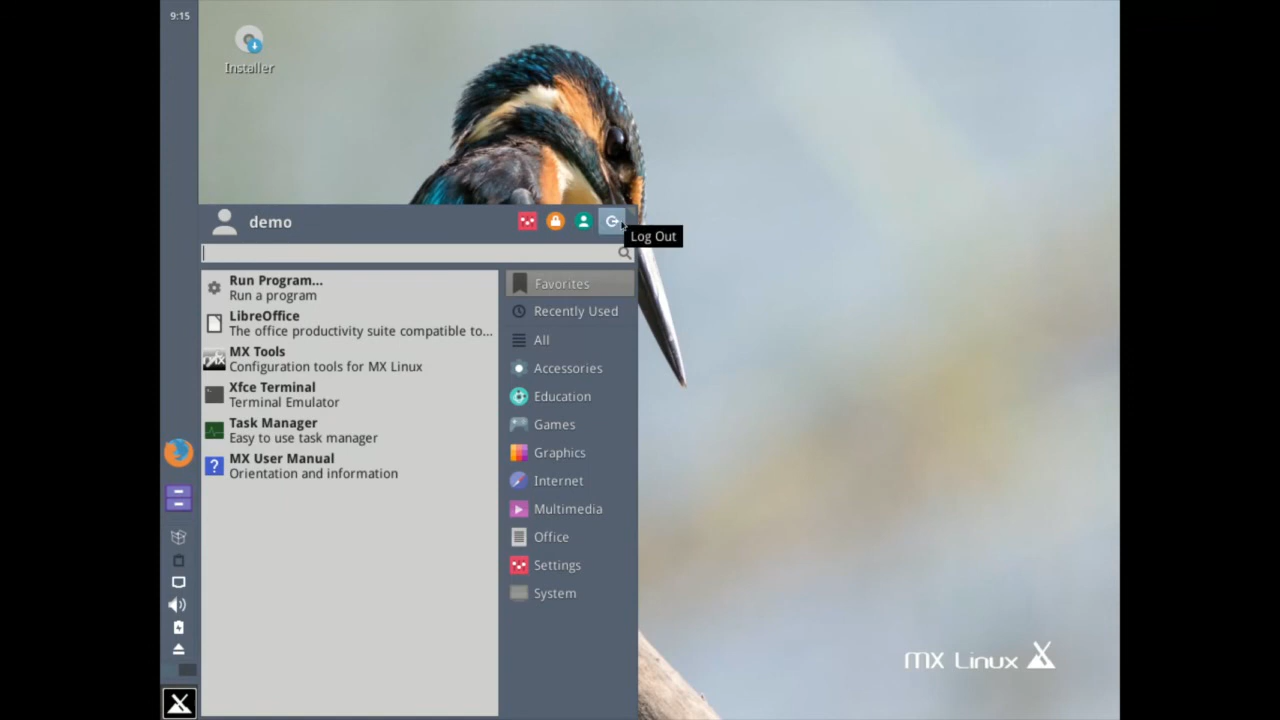 9:15
Installer
demo
Log Out
Run Program...
Run a program
LibreOffice
The office productivity suite compatible to...
MX Tools
Configuration tools for MX Linux
Xfce Terminal
Terminal Emulator
Task Manager
Easy to use task manager
MX User Manual
Orientation and information
Favorites
Recently Used
All
Accessories
Education
Games
Graphics
Internet
Multimedia
Office
Settings
System
MX Linux